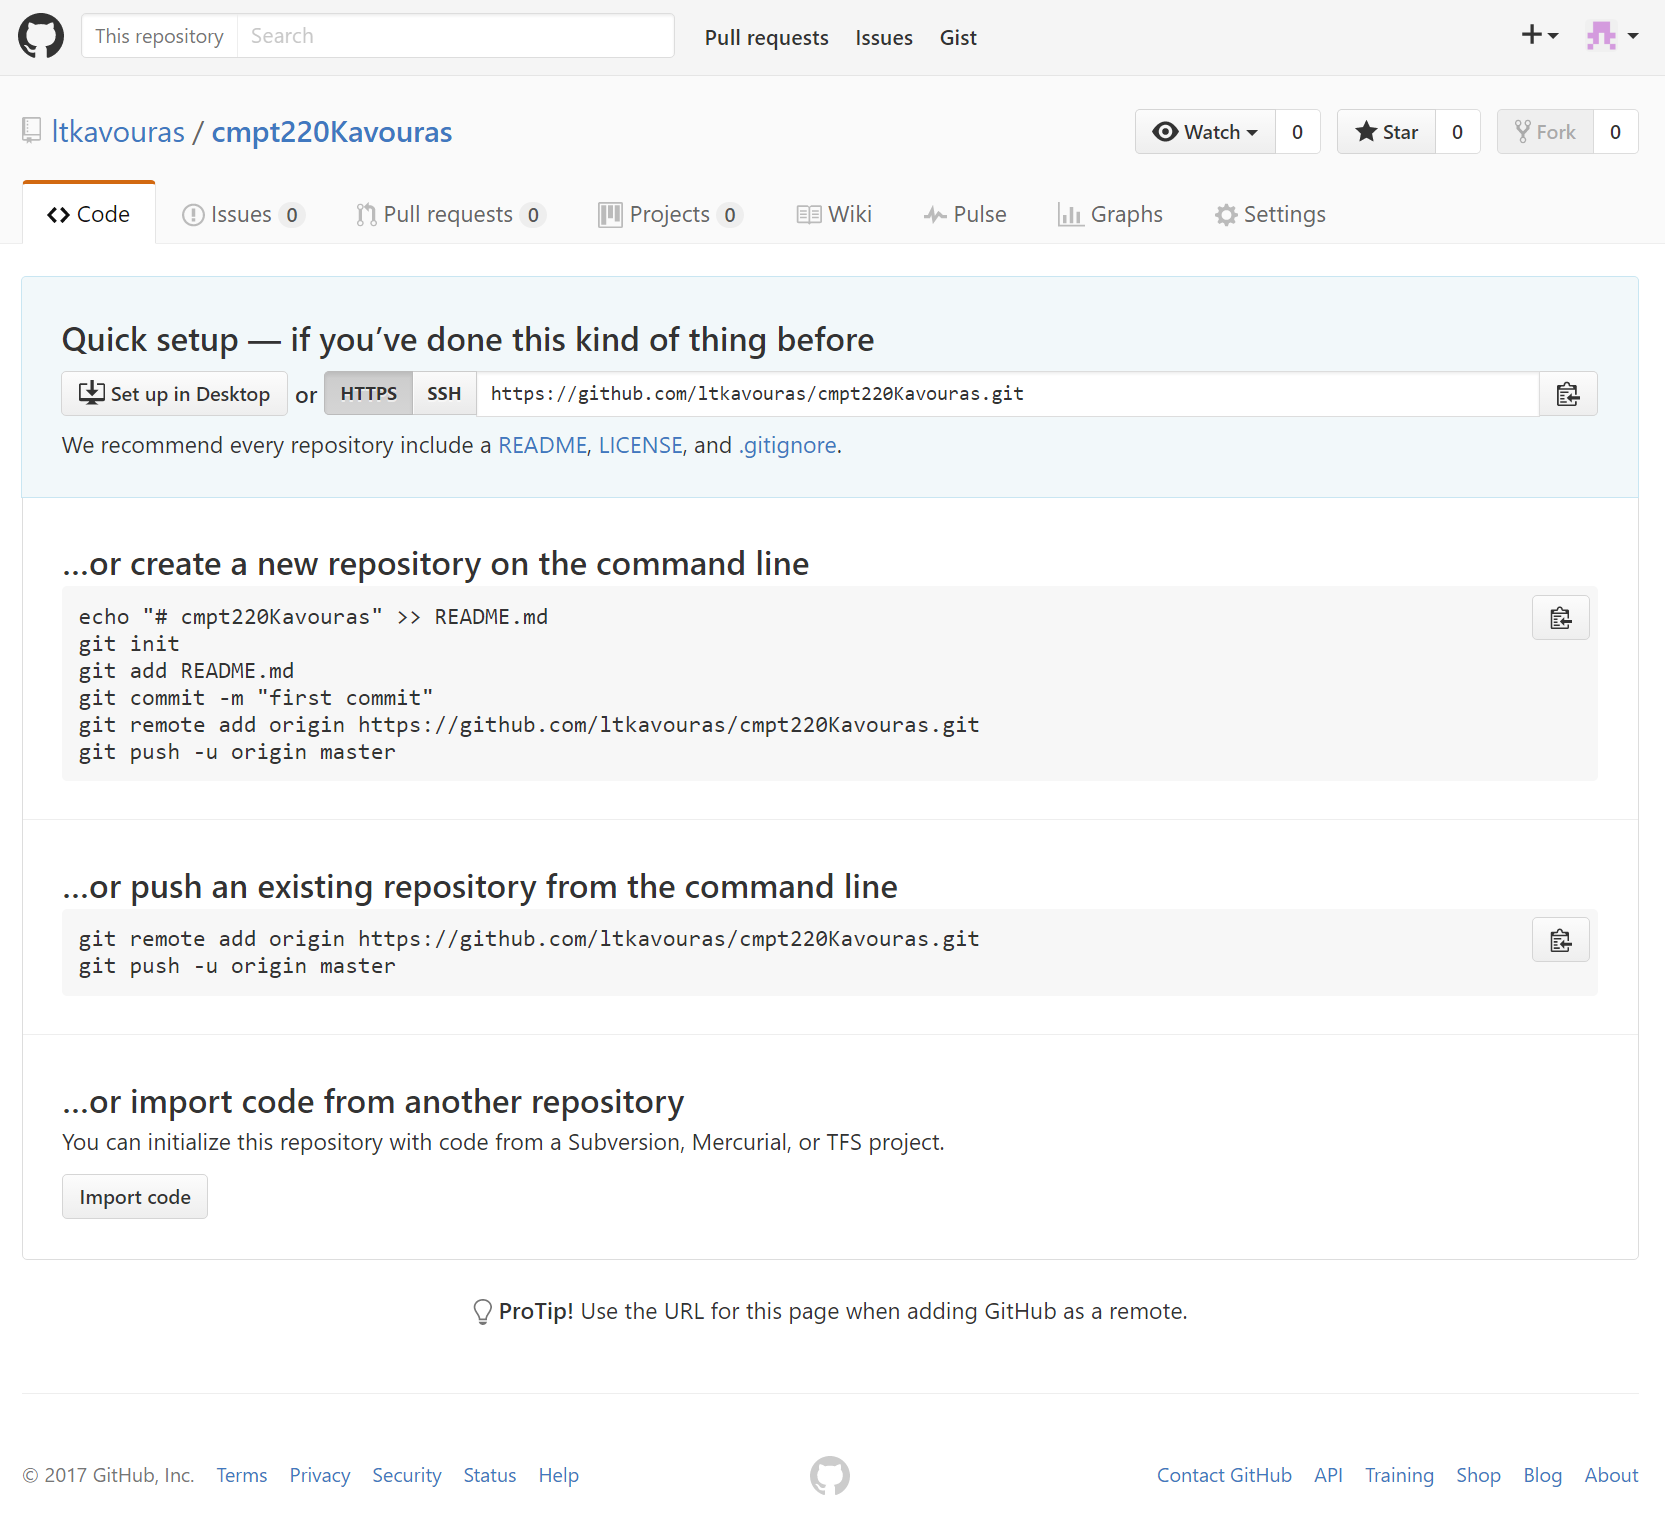 This repository Search Pull requests Issues Gist
ltkavouras / cmpt220Kavouras Watch 0 Star 0 Fork 0
Code Issues 0 Pull requests 0 Projects 0 Wiki Pulse Graphs Settings
Quick setup — if you’ve done this kind of thing before
Set up in Desktop or HTTPS SSH https://github.com/ltkavouras/cmpt220Kavouras.git
We recommend every repository include a README, LICENSE, and .gitignore.
…or create a new repository on the command line
echo "# cmpt220Kavouras" >> README.md
git init
git add README.md
git commit -m "first commit"
git remote add origin https://github.com/ltkavouras/cmpt220Kavouras.git
git push -u origin master
…or push an existing repository from the command line
git remote add origin https://github.com/ltkavouras/cmpt220Kavouras.git
git push -u origin master
…or import code from another repository
You can initialize this repository with code from a Subversion, Mercurial, or TFS project.
Import code
ProTip! Use the URL for this page when adding GitHub as a remote.
© 2017 GitHub, Inc. Terms Privacy Security Status Help Contact GitHub API Training Shop Blog About